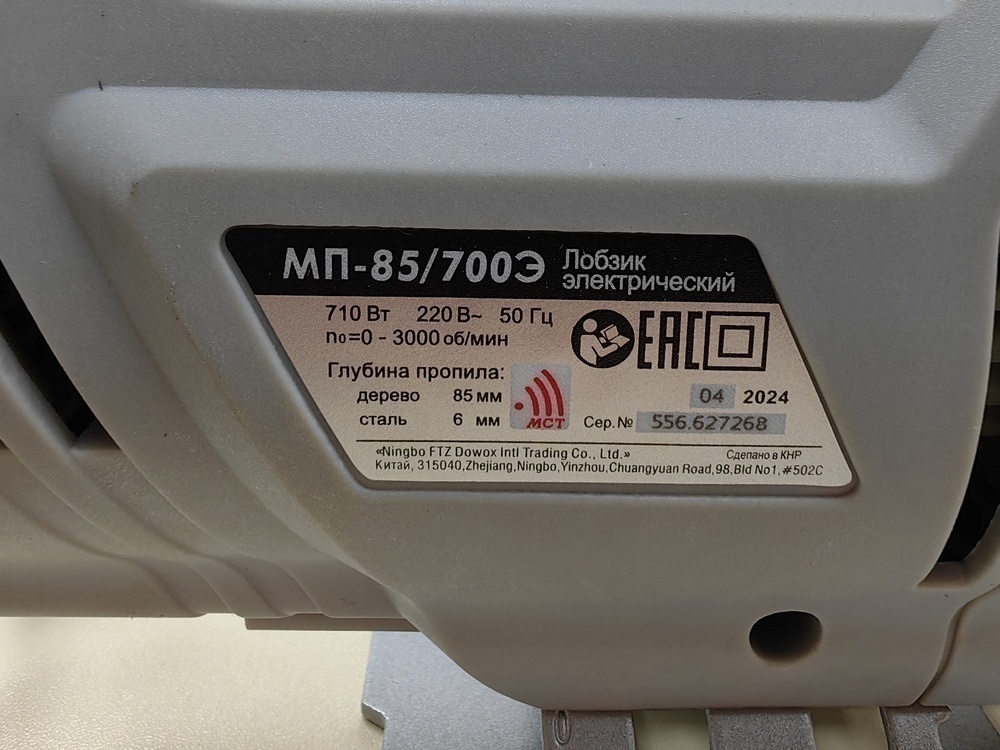 МП-85/700Э Лобзик электрический
710 Вт 220 В~ 50 Гц
n₀=0 - 3000 об/мин
EAC
Глубина пропила:
дерево 85 мм
сталь 6 мм
МСТ
04 2024
Сер. № 556.627268
«Ningbo FTZ Dowox Intl Trading Co., Ltd.» Сделано в КНР
Китай, 315040, Zhejiang, Ningbo, Yinzhou, Chuangyuan Road, 98, Bld No1, #502C
0